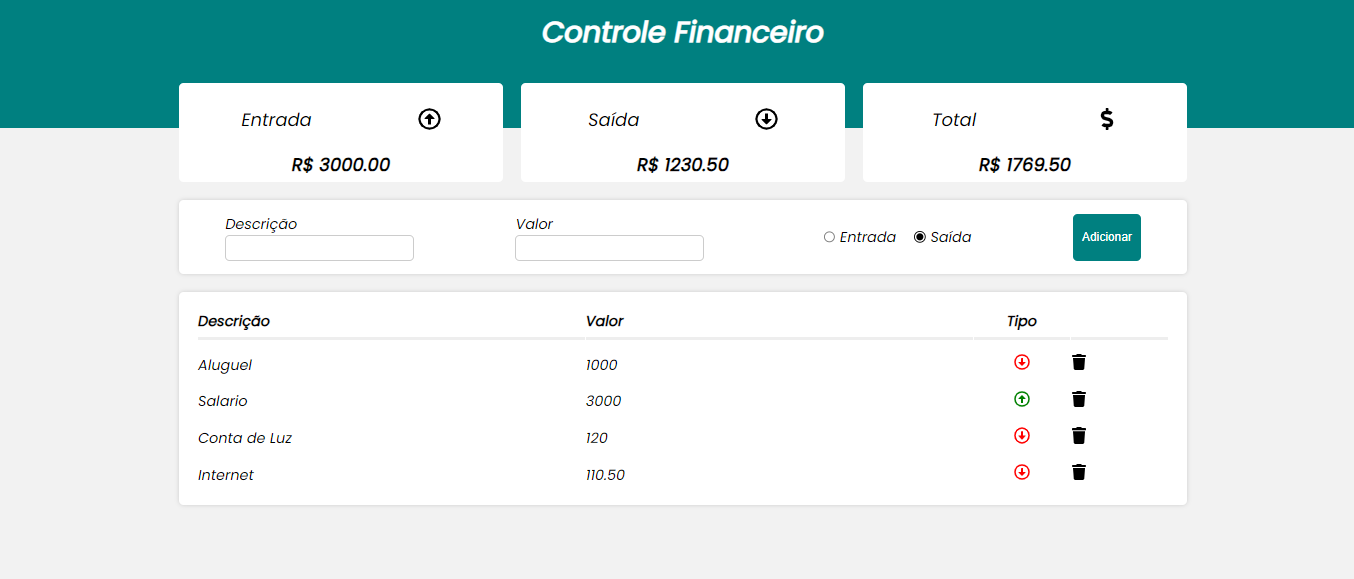 Controle Financeiro
Entrada Saída Total
R$ 3000.00 R$ 1230.50 R$ 1769.50
Descrição Valor
Entrada Saída Adicionar
Descrição Valor Tipo
Aluguel 1000
Salario 3000
Conta de Luz 120
Internet 110.50